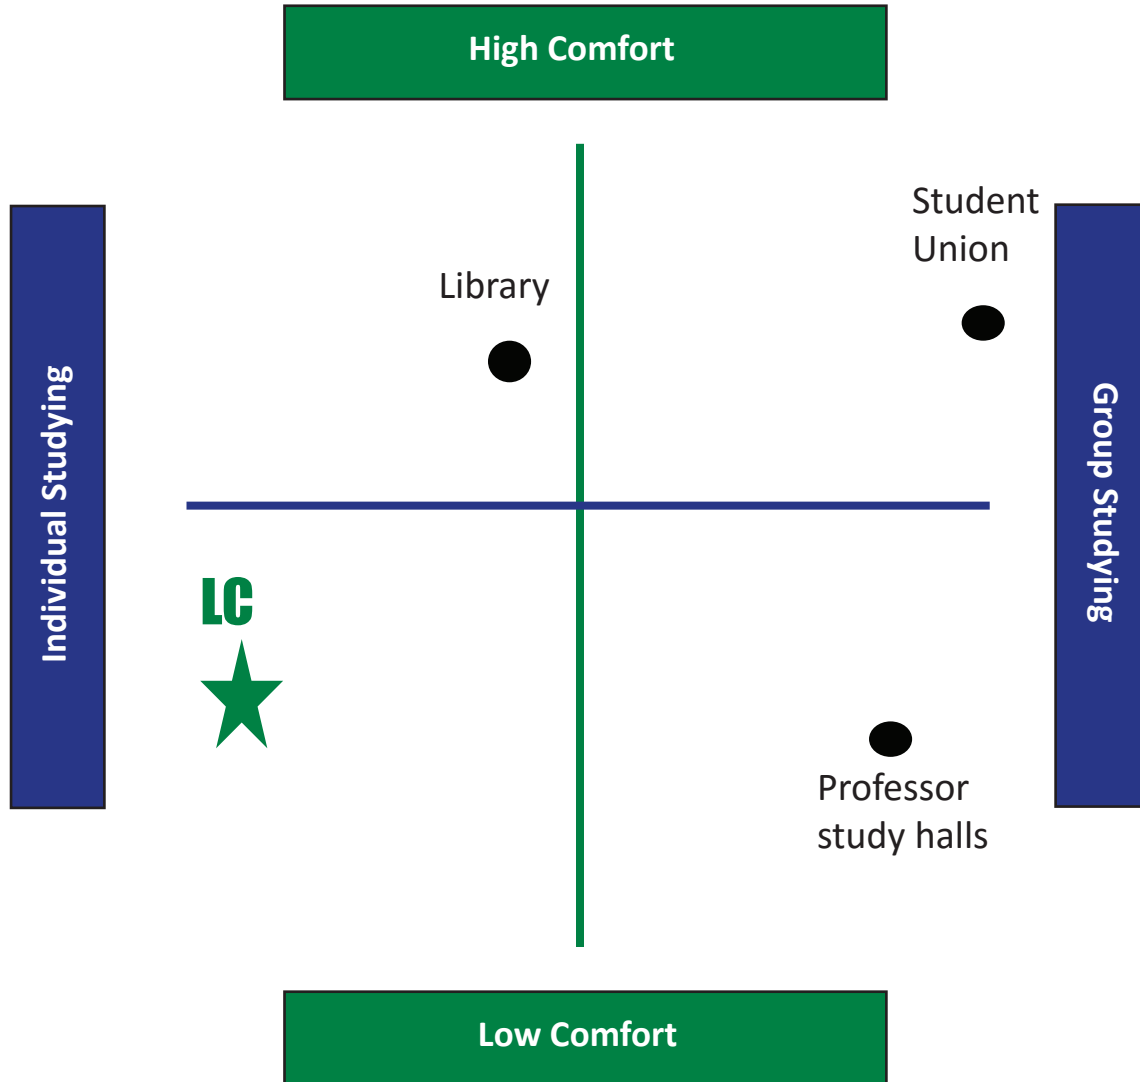 High Comfort
Student
Union
Library
Individual Studying
Group Studying
LC
Professor
study halls
Low Comfort